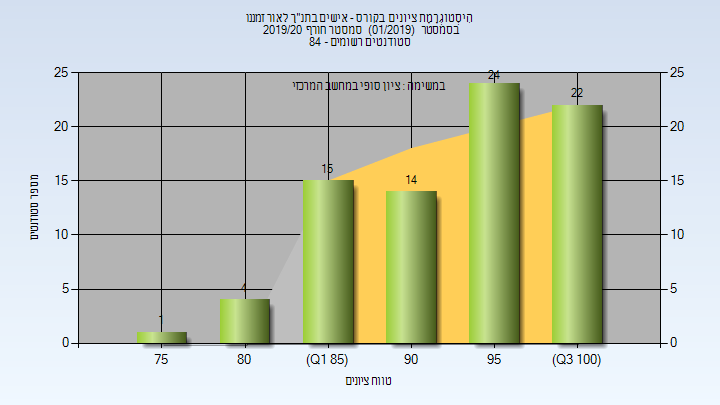 היסטוגרמת ציונים בקורס - אישים בתנ"ך לאור זמננו
בסמסטר (01/2019) סמסטר חורף 2019/20
סטודנטים רשומים - 84
במשימה : ציון סופי במחשב המרכזי
25
20
15
10
5
0
25
20
15
10
5
0
1
4
15
14
24
22
75
80
(Q1 85)
90
95
(Q3 100)
מספר סטודנטים
טווח ציונים